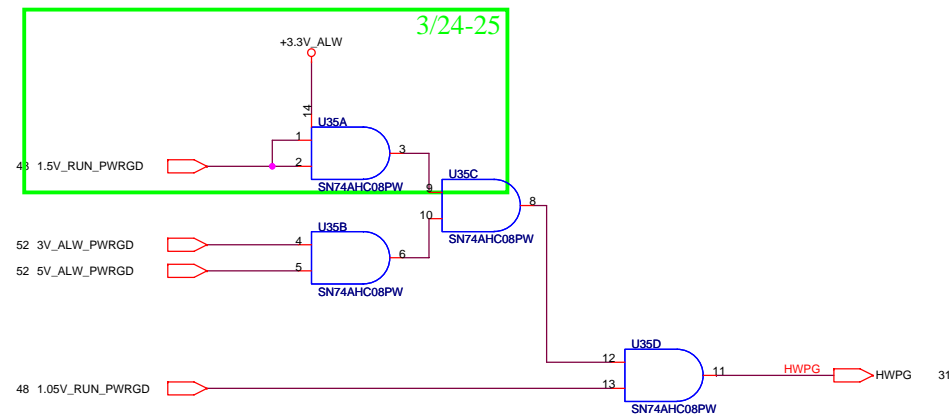 3/24-25
+3.3V_ALW
14
U35A
1
3
48 1.5V_RUN_PWRGD
2
SN74AHC08PW
U35C
9
8
10
U35B
SN74AHC08PW
52 3V_ALW_PWRGD
4
6
52 5V_ALW_PWRGD
5
SN74AHC08PW
U35D
12
11
HWPG
HWPG 31
48 1.05V_RUN_PWRGD
13
SN74AHC08PW